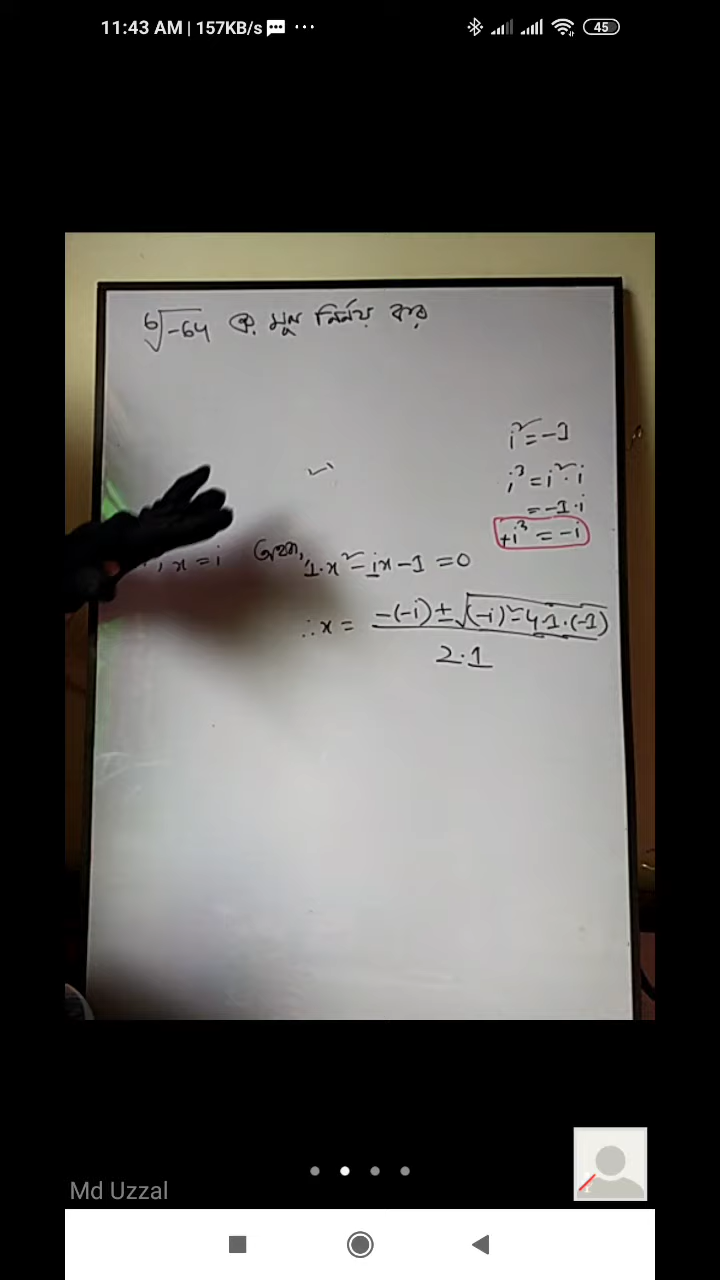 11:43 AM | 157KB/s ...
45
⁶√-64 এর মূল নির্নয় কর
i² = -1
i³ = i²·i
= -1·i
+i³ = -i
, x = i এখন, 1·x² - ix - 1 = 0
∴ x = (-(-i) ± √((-i)² - 4·1·(-1))) / 2·1
Md Uzzal